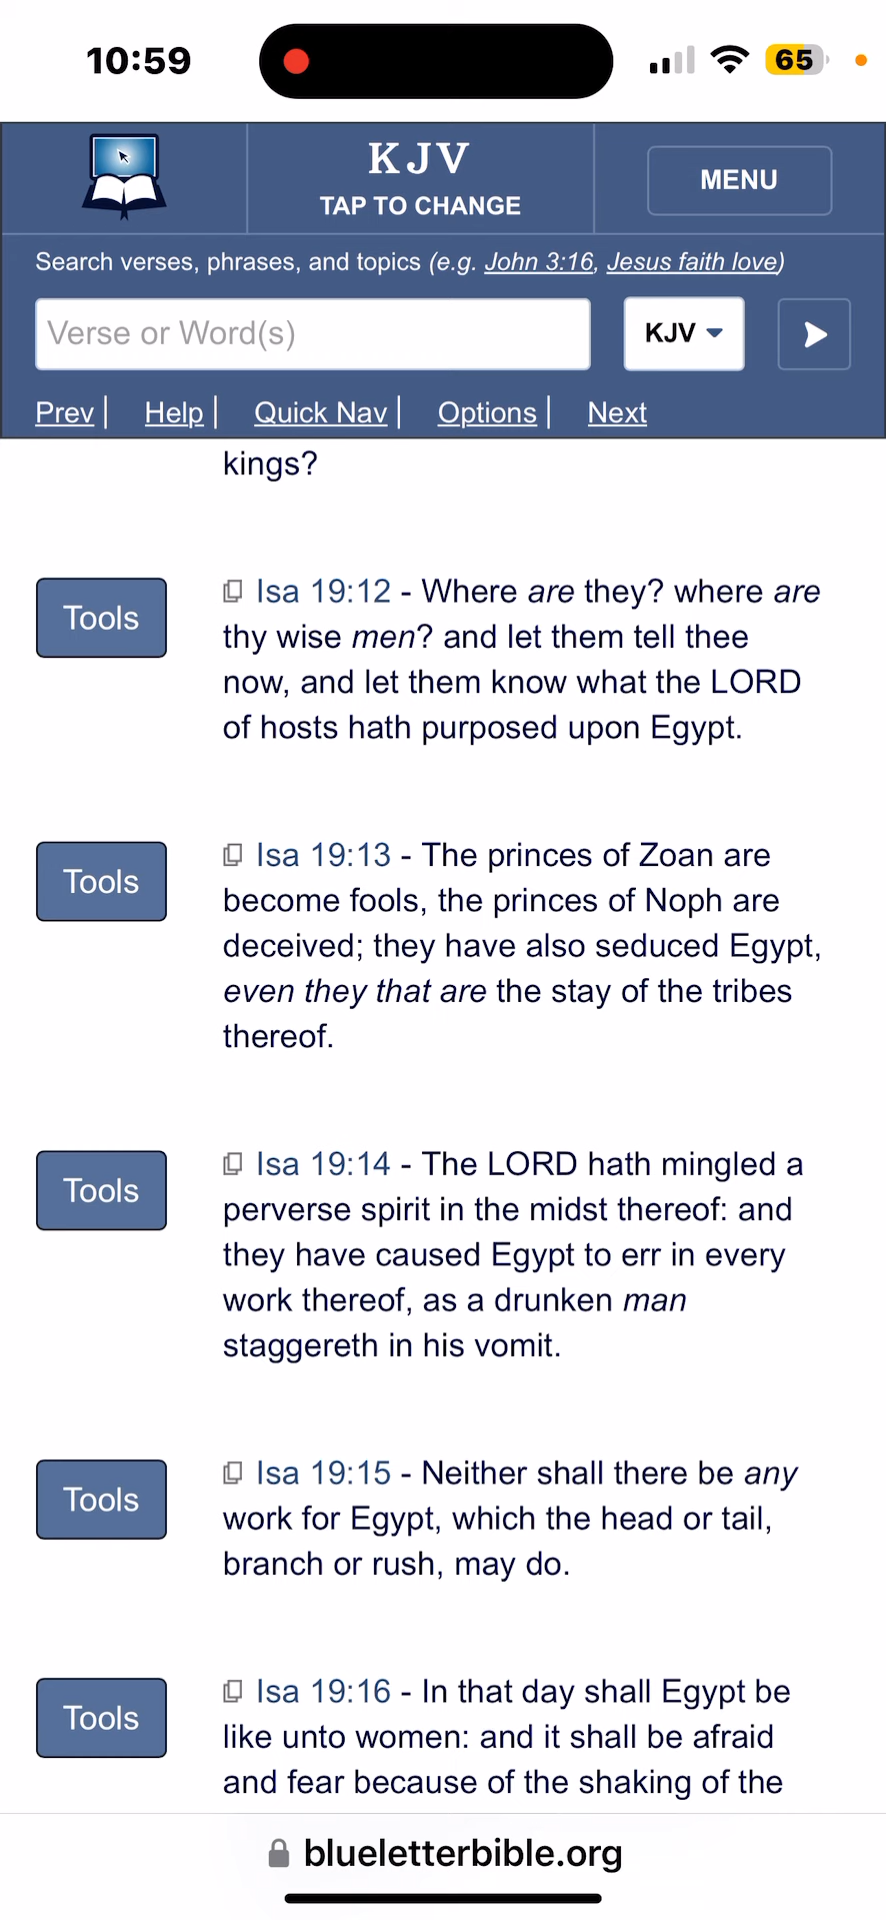 10:59
65
KJV
TAP TO CHANGE
MENU
Search verses, phrases, and topics (e.g. John 3:16, Jesus faith love)
Verse or Word(s)
KJV
Prev | Help | Quick Nav | Options | Next
kings?
Tools
Isa 19:12 - Where are they? where are
thy wise men? and let them tell thee
now, and let them know what the LORD
of hosts hath purposed upon Egypt.
Tools
Isa 19:13 - The princes of Zoan are
become fools, the princes of Noph are
deceived; they have also seduced Egypt,
even they that are the stay of the tribes
thereof.
Tools
Isa 19:14 - The LORD hath mingled a
perverse spirit in the midst thereof: and
they have caused Egypt to err in every
work thereof, as a drunken man
staggereth in his vomit.
Tools
Isa 19:15 - Neither shall there be any
work for Egypt, which the head or tail,
branch or rush, may do.
Tools
Isa 19:16 - In that day shall Egypt be
like unto women: and it shall be afraid
and fear because of the shaking of the
blueletterbible.org